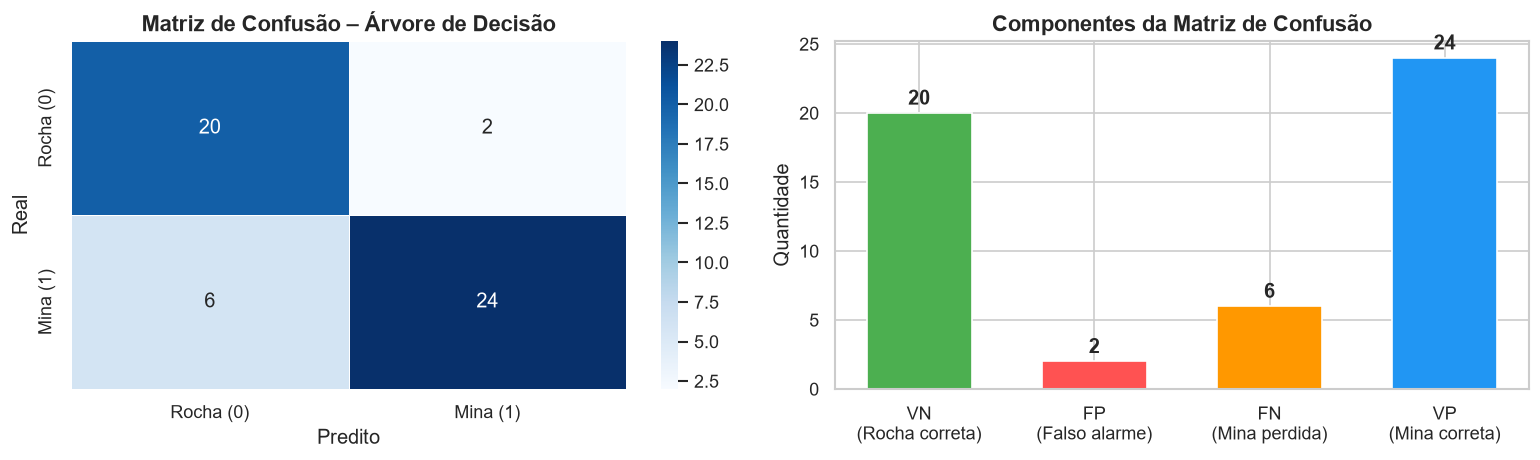 Matriz de Confusão – Árvore de Decisão
Real
Rocha (0)
Mina (1)
20
2
6
24
Rocha (0)
Mina (1)
Predito
22.5
20.0
17.5
15.0
12.5
10.0
7.5
5.0
2.5
Componentes da Matriz de Confusão
Quantidade
25
20
15
10
5
0
20
2
6
24
VN
(Rocha correta)
FP
(Falso alarme)
FN
(Mina perdida)
VP
(Mina correta)